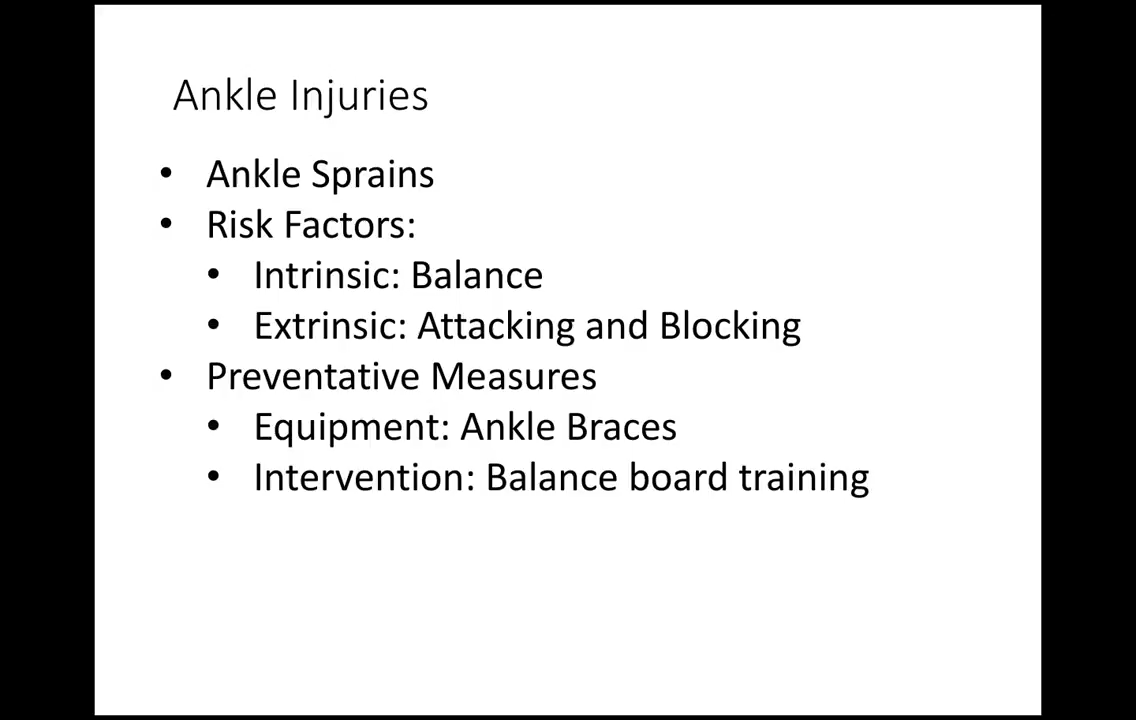 Ankle Injuries
• Ankle Sprains
• Risk Factors:
• Intrinsic: Balance
• Extrinsic: Attacking and Blocking
• Preventative Measures
• Equipment: Ankle Braces
• Intervention: Balance board training